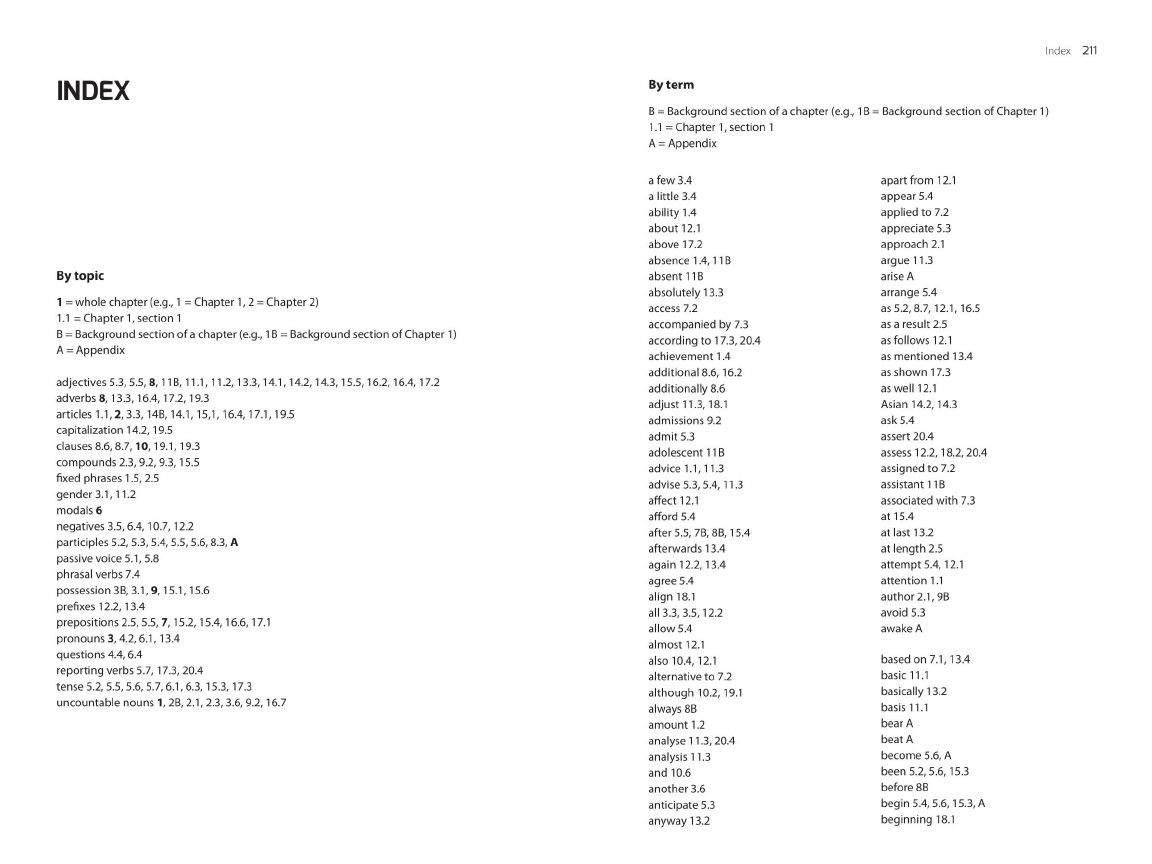 INDEX
By topic
1 = whole chapter (e.g., 1 = Chapter 1, 2 = Chapter 2)
1.1 = Chapter 1, section 1
B = Background section of a chapter (e.g., 1B = Background section of Chapter 1)
A = Appendix
adjectives 5.3, 5.5, 8, 11B, 11.1, 11.2, 13.3, 14.1, 14.2, 14.3, 15.5, 16.2, 16.4, 17.2
adverbs 8, 13.3, 16.4, 17.2, 19.3
articles 1.1, 2, 3.3, 14B, 14.1, 15,1, 16.4, 17.1, 19.5
capitalization 14.2, 19.5
clauses 8.6, 8.7, 10, 19.1, 19.3
compounds 2.3, 9.2, 9.3, 15.5
fixed phrases 1.5, 2.5
gender 3.1, 11.2
modals 6
negatives 3.5, 6.4, 10.7, 12.2
participles 5.2, 5.3, 5.4, 5.5, 5.6, 8.3, A
passive voice 5.1, 5.8
phrasal verbs 7.4
possession 3B, 3.1, 9, 15.1, 15.6
prefixes 12.2, 13.4
prepositions 2.5, 5.5, 7, 15.2, 15.4, 16.6, 17.1
pronouns 3, 4.2, 6.1, 13.4
questions 4.4, 6.4
reporting verbs 5.7, 17.3, 20.4
tense 5.2, 5.5, 5.6, 5.7, 6.1, 6.3, 15.3, 17.3
uncountable nouns 1, 2B, 2.1, 2.3, 3.6, 9.2, 16.7
Index 211
By term
B = Background section of a chapter (e.g., 1B = Background section of Chapter 1)
1.1 = Chapter 1, section 1
A = Appendix
a few 3.4
a little 3.4
ability 1.4
about 12.1
above 17.2
absence 1.4, 11B
absent 11B
absolutely 13.3
access 7.2
accompanied by 7.3
according to 17.3, 20.4
achievement 1.4
additional 8.6, 16.2
additionally 8.6
adjust 11.3, 18.1
admissions 9.2
admit 5.3
adolescent 11B
advice 1.1, 11.3
advise 5.3, 5.4, 11.3
affect 12.1
afford 5.4
after 5.5, 7B, 8B, 15.4
afterwards 13.4
again 12.2, 13.4
agree 5.4
align 18.1
all 3.3, 3.5, 12.2
allow 5.4
almost 12.1
also 10.4, 12.1
alternative to 7.2
although 10.2, 19.1
always 8B
amount 1.2
analyse 11.3, 20.4
analysis 11.3
and 10.6
another 3.6
anticipate 5.3
anyway 13.2
apart from 12.1
appear 5.4
applied to 7.2
appreciate 5.3
approach 2.1
argue 11.3
arise A
arrange 5.4
as 5.2, 8.7, 12.1, 16.5
as a result 2.5
as follows 12.1
as mentioned 13.4
as shown 17.3
as well 12.1
Asian 14.2, 14.3
ask 5.4
assert 20.4
assess 12.2, 18.2, 20.4
assigned to 7.2
assistant 11B
associated with 7.3
at 15.4
at last 13.2
at length 2.5
attempt 5.4, 12.1
attention 1.1
author 2.1, 9B
avoid 5.3
awake A
based on 7.1, 13.4
basic 11.1
basically 13.2
basis 11.1
bear A
beat A
become 5.6, A
been 5.2, 5.6, 15.3
before 8B
begin 5.4, 5.6, 15.3, A
beginning 18.1